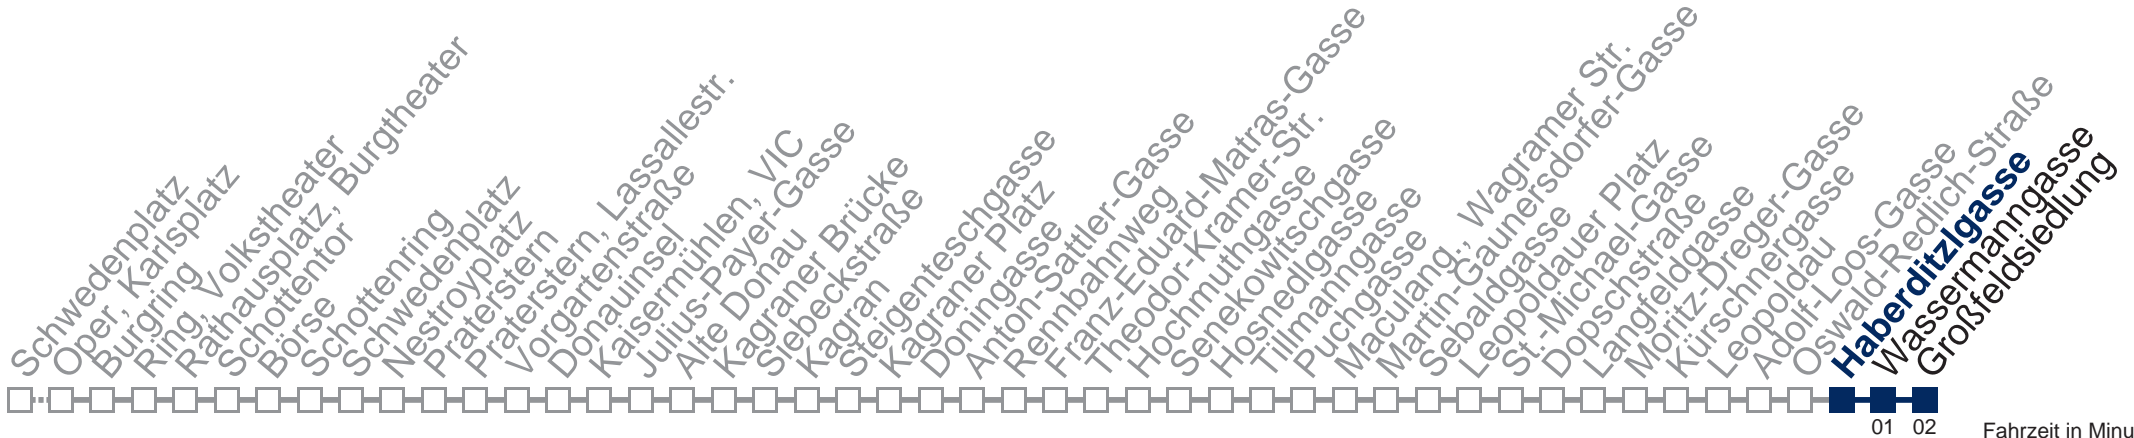 Schwedenplatz
Oper, Karlsplatz
Burgring
Ring, Volkstheater
Rathausplatz, Burgtheater
Schottentor
Börse
Schottenring
Schwedenplatz
Nestroyplatz
Praterstern
Praterstern, Lassallestr.
Vorgartenstraße
Donauinsel
Kaisermühlen, VIC
Julius-Payer-Gasse
Alte Donau
Kagraner Brücke
Siebeckstraße
Kagran
Steigenteschgasse
Kagraner Platz
Doningasse
Anton-Sattler-Gasse
Rennbahnweg
Franz-Eduard-Matras-Gasse
Theodor-Kramer-Str.
Hochmuthgasse
Senekowitschgasse
Hosnedlgasse
Tillmanngasse
Puchgasse
Maculang., Wagramer Str.
Martin-Gaunersdorfer-Gasse
Sebaldgasse
Leopoldauer Platz
St.-Michael-Gasse
Dopschstraße
Langfeldgasse
Moritz-Dreger-Gasse
Kürschnergasse
Leopoldau
Adolf-Loos-Gasse
Oswald-Redlich-Straße
Haberditzlgasse
Wassermanngasse
Großfeldsiedlung
01 02
Fahrzeit in Minu